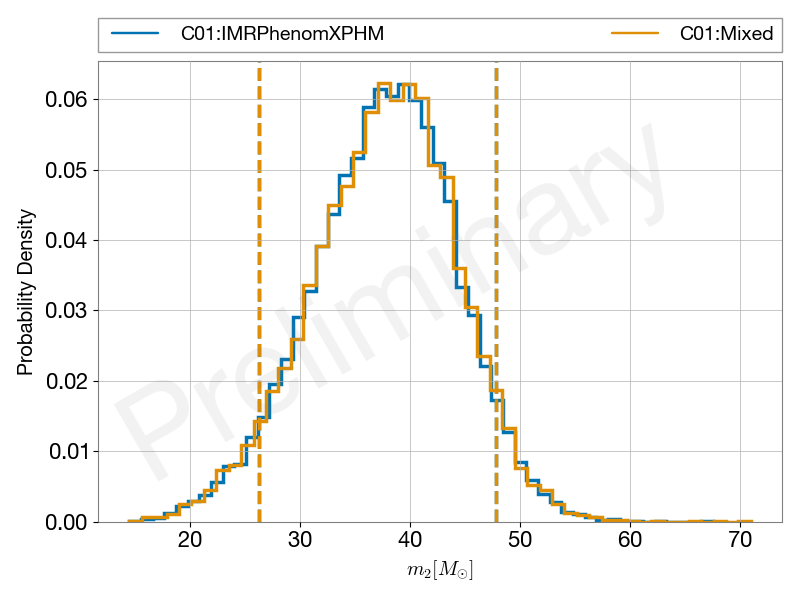 C01:IMRPhenomXPHM C01:Mixed
0.06
0.05
0.04
0.03
0.02
0.01
0.00
Probability Density
Preliminary
20 30 40 50 60 70
m₂[M☉]